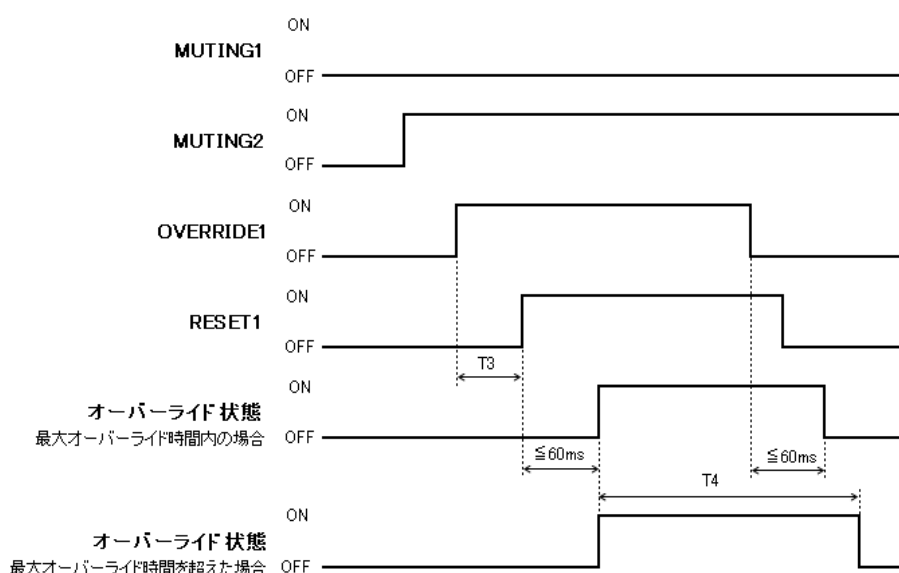 ON
MUTING1
OFF
ON
MUTING2
OFF
ON
OVERRIDE1
OFF
ON
RESET1
OFF
T3
ON
オーバーライド状態
最大オーバーライド時間内の場合 OFF
≦60ms ≦60ms
T4
ON
オーバーライド状態
最大オーバーライド時間を超えた場合 OFF